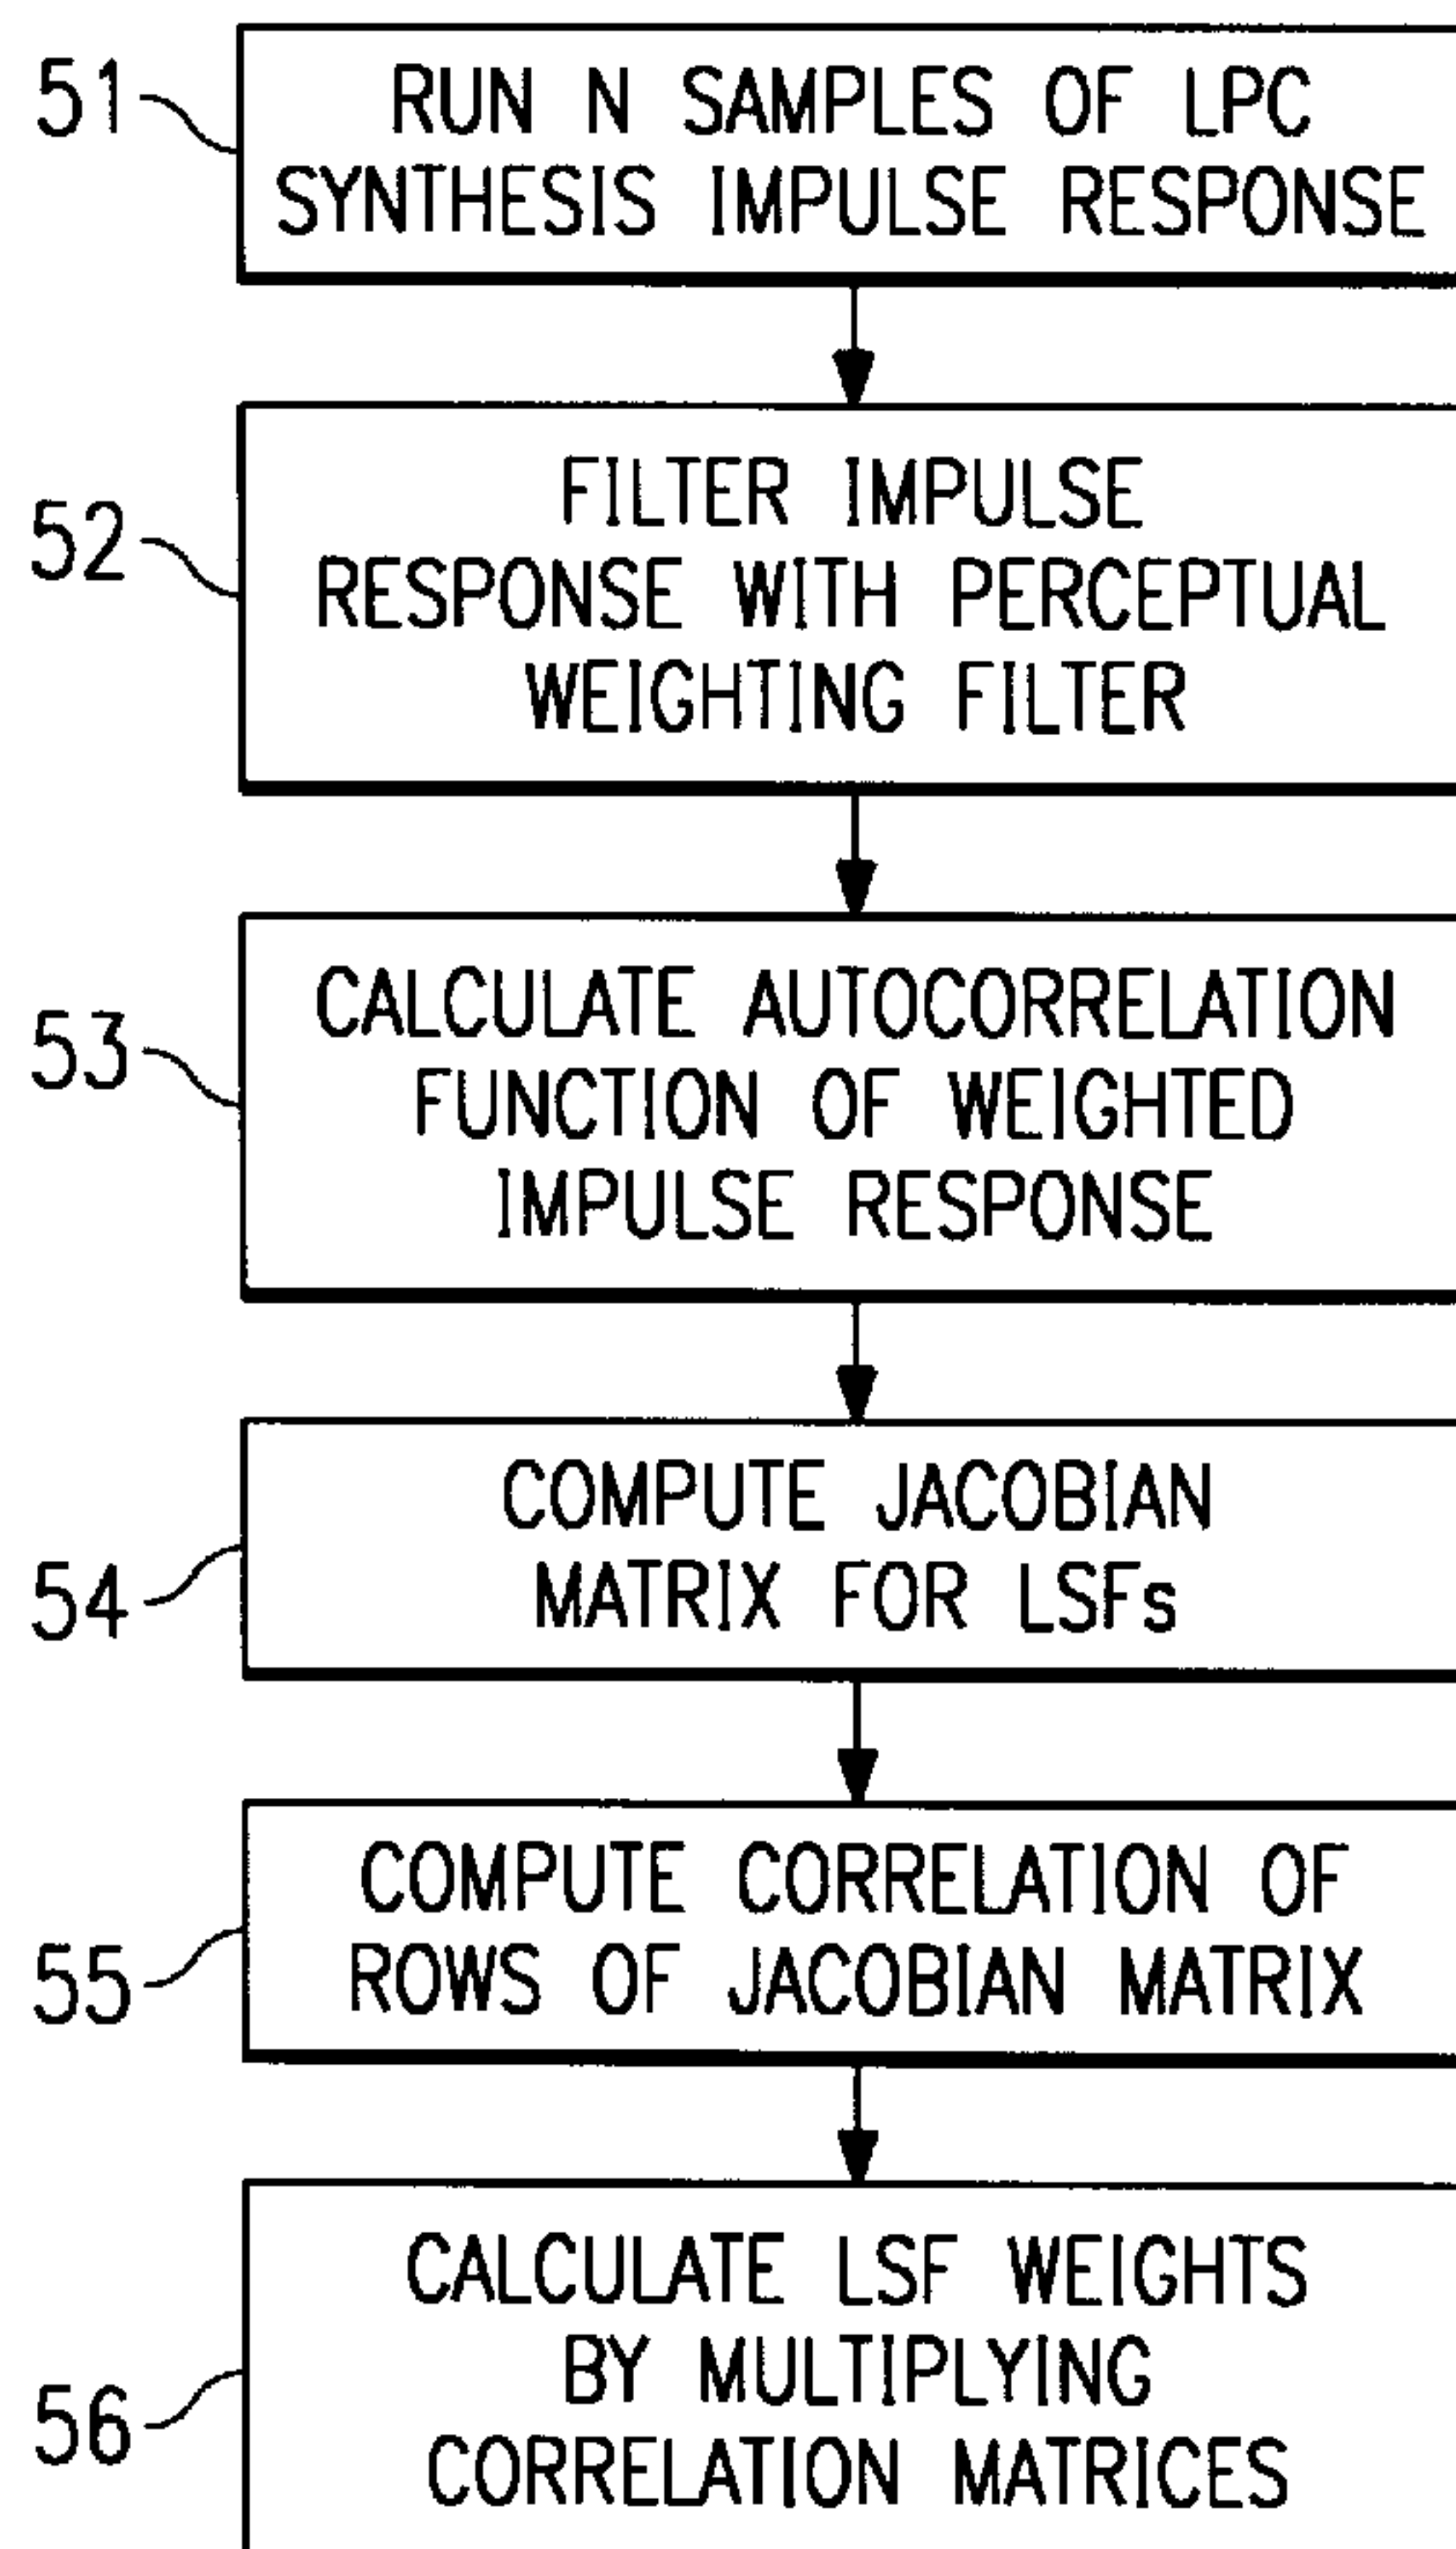 51
RUN N SAMPLES OF LPC
SYNTHESIS IMPULSE RESPONSE
52
FILTER IMPULSE
RESPONSE WITH PERCEPTUAL
WEIGHTING FILTER
53
CALCULATE AUTOCORRELATION
FUNCTION OF WEIGHTED
IMPULSE RESPONSE
54
COMPUTE JACOBIAN
MATRIX FOR LSFs
55
COMPUTE CORRELATION OF
ROWS OF JACOBIAN MATRIX
56
CALCULATE LSF WEIGHTS
BY MULTIPLYING
CORRELATION MATRICES